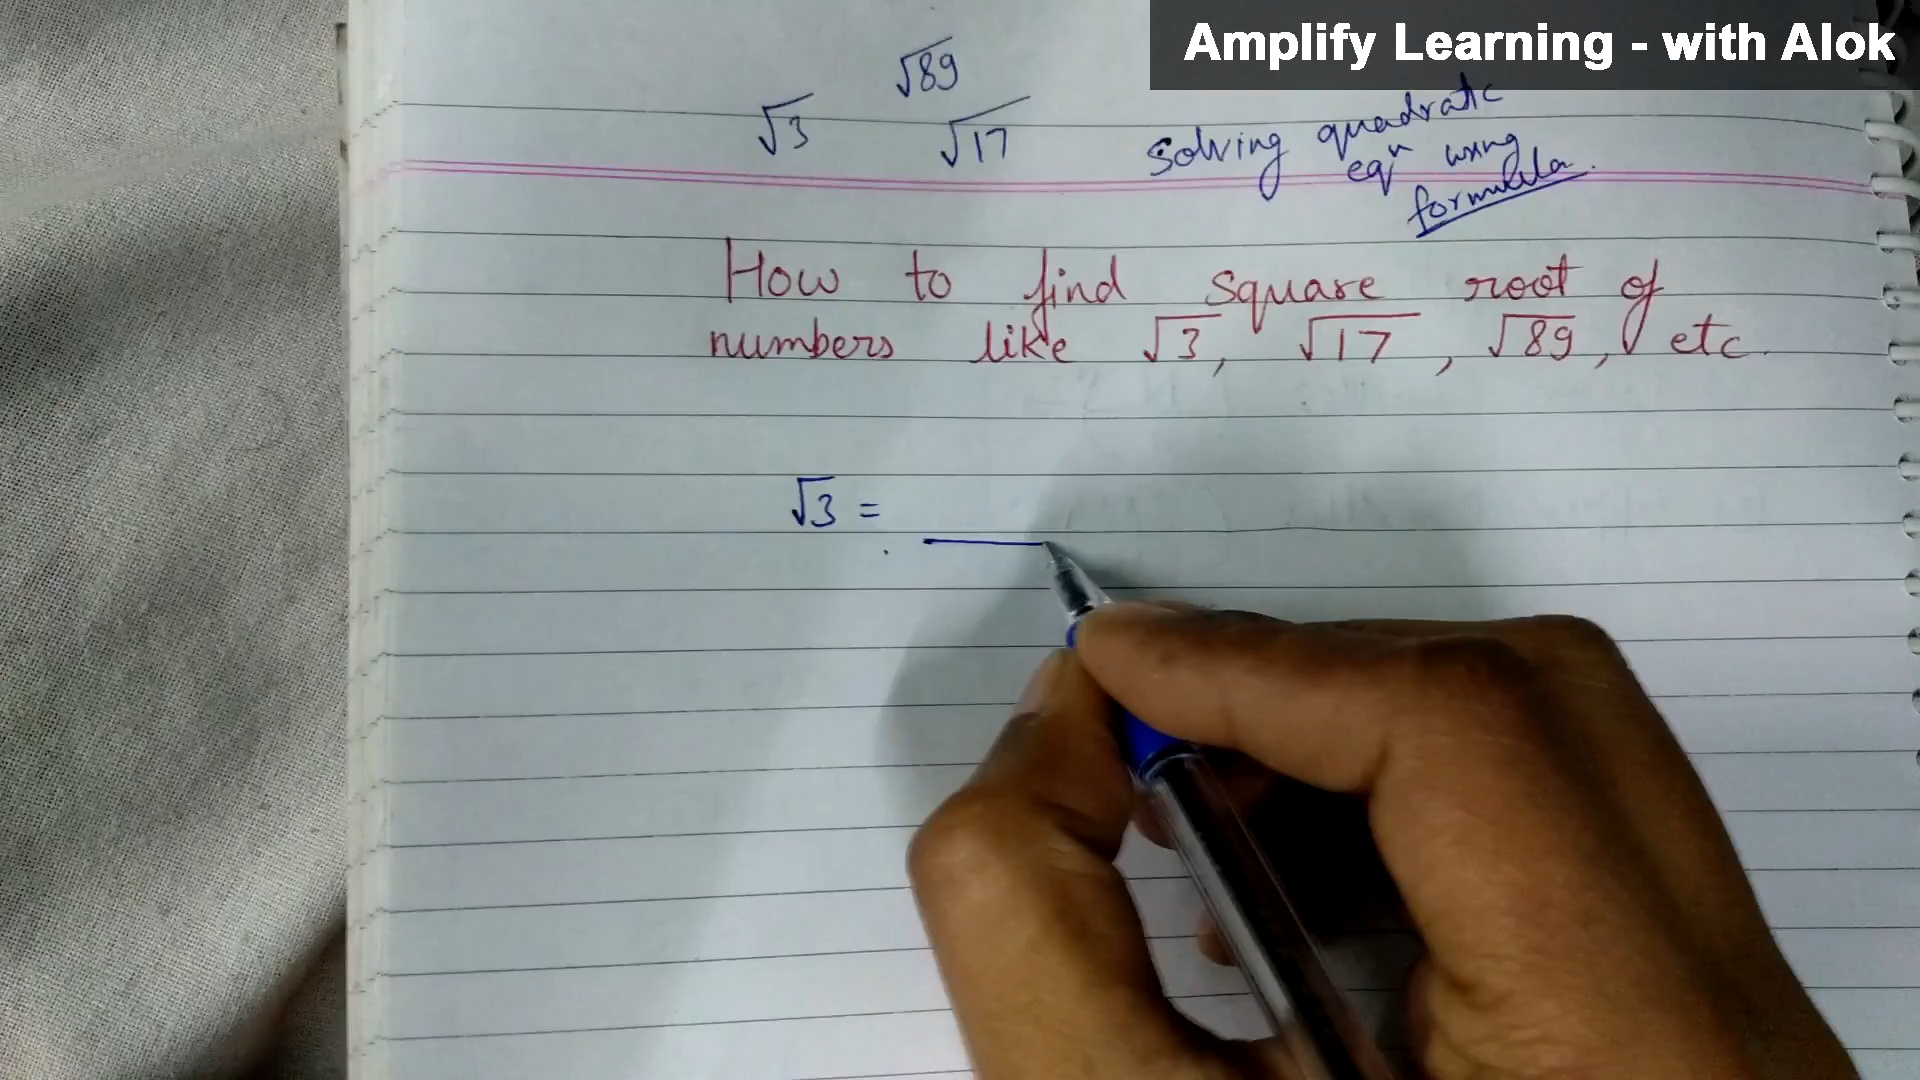 Amplify Learning - with Alok
√89
√3 √17
Solving quadratic
eqⁿ using
formula.
How to find square root of
numbers like √3, √17, √89, √ etc.
√3 =